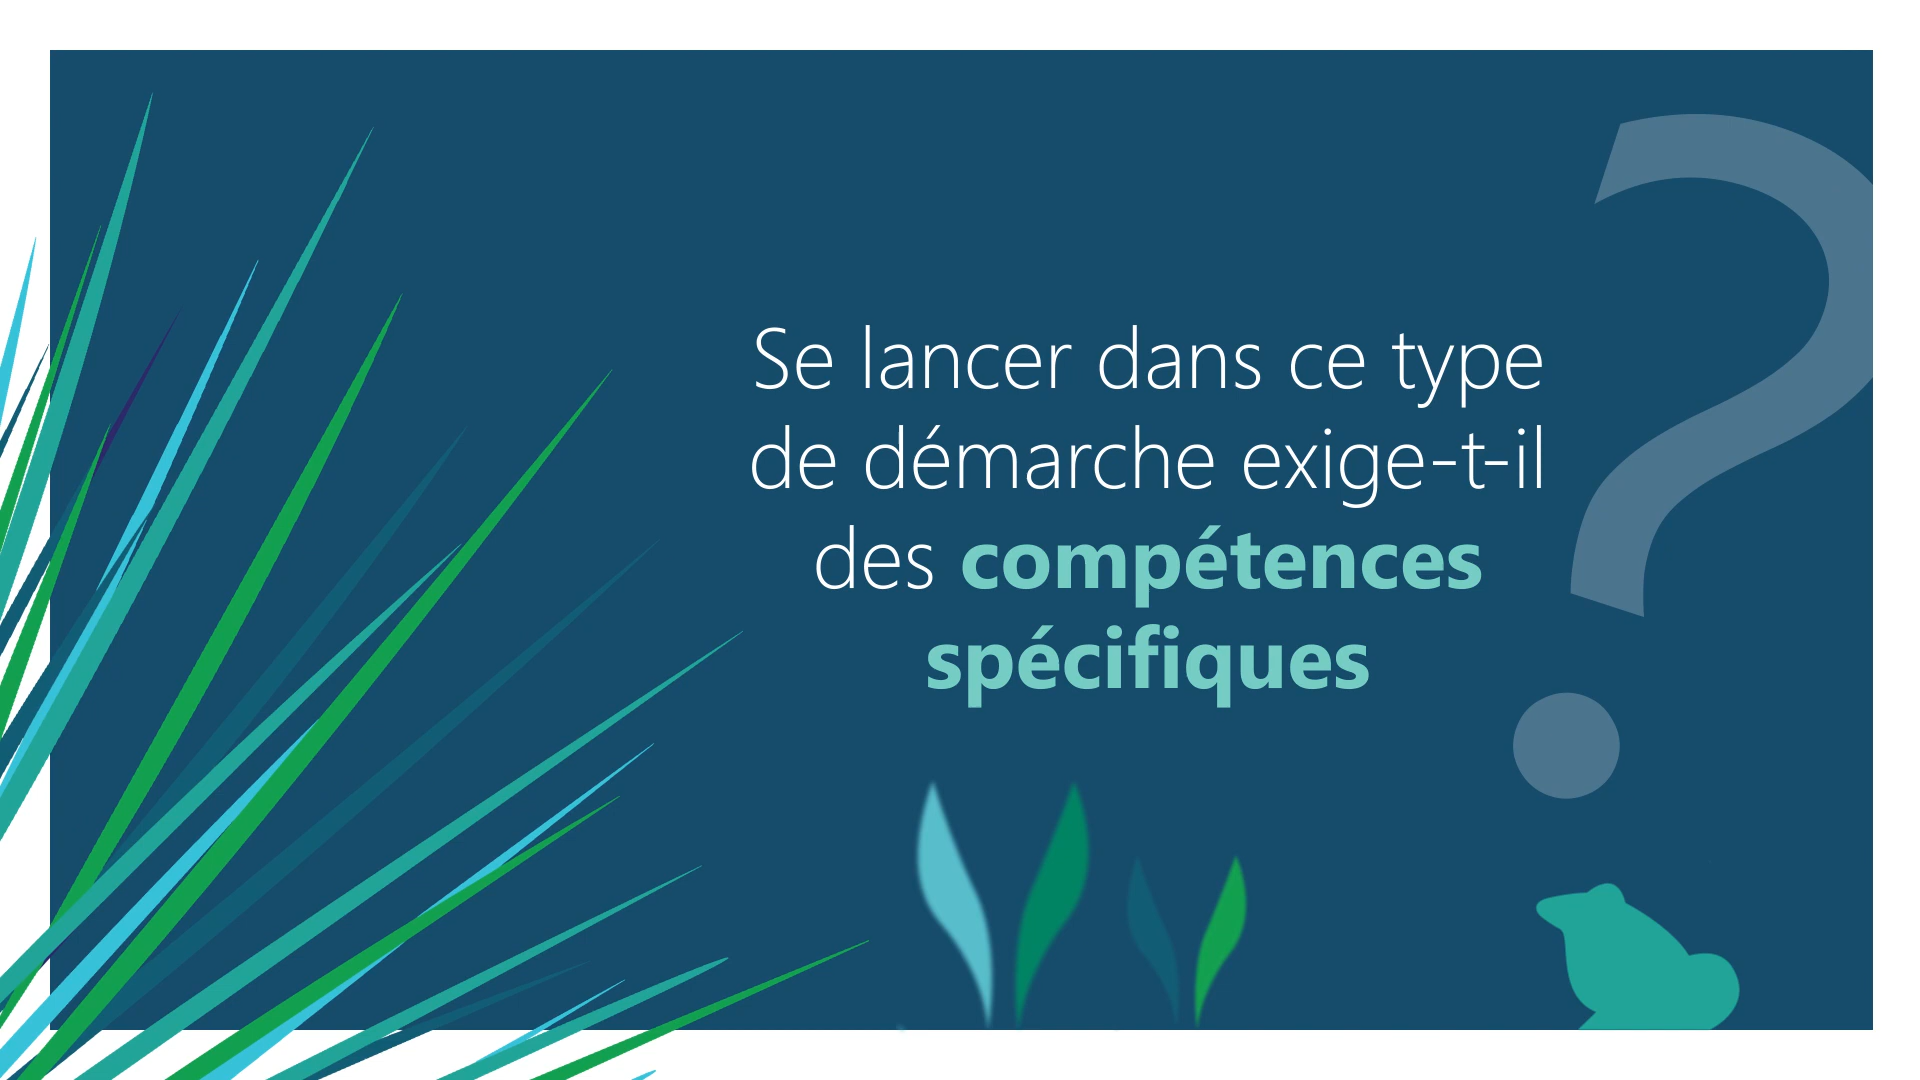 Se lancer dans ce type
de démarche exige-t-il
des compétences
spécifiques
?